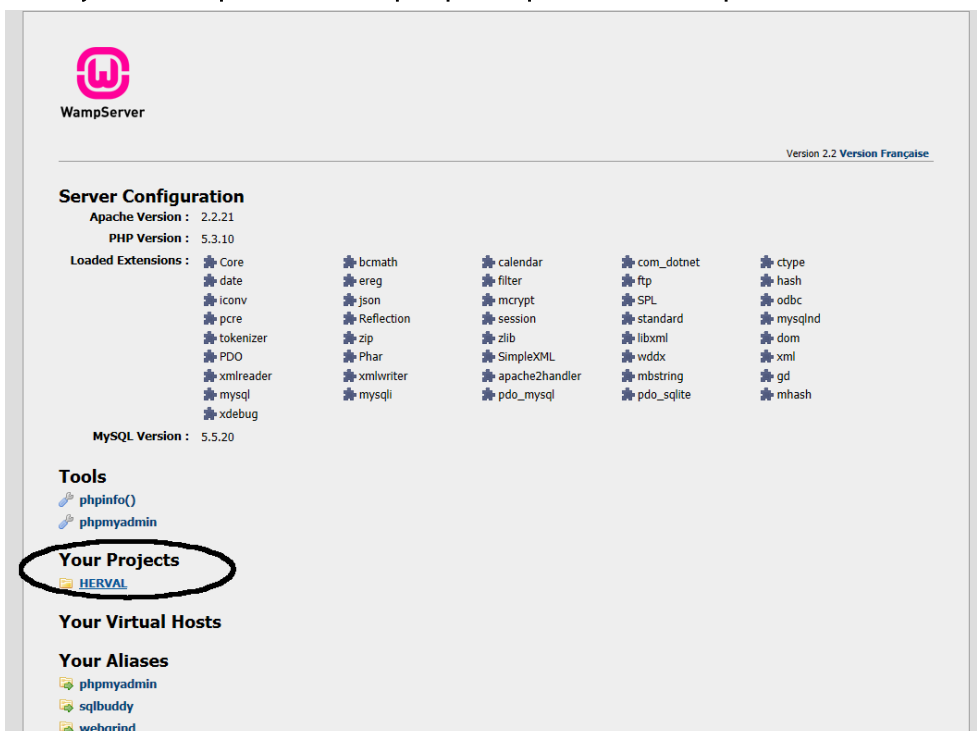 WampServer
Version 2.2 Version Française
Server Configuration
Apache Version : 2.2.21
PHP Version : 5.3.10
Loaded Extensions : Core bcmath calendar com_dotnet ctype
date ereg filter ftp hash
iconv json mcrypt SPL odbc
pcre Reflection session standard mysqlnd
tokenizer zip zlib libxml dom
PDO Phar SimpleXML wddx xml
xmlreader xmlwriter apache2handler mbstring gd
mysql mysqli pdo_mysql pdo_sqlite mhash
xdebug
MySQL Version : 5.5.20
Tools
phpinfo()
phpmyadmin
Your Projects
HERVAL
Your Virtual Hosts
Your Aliases
phpmyadmin
sqlbuddy
webgrind